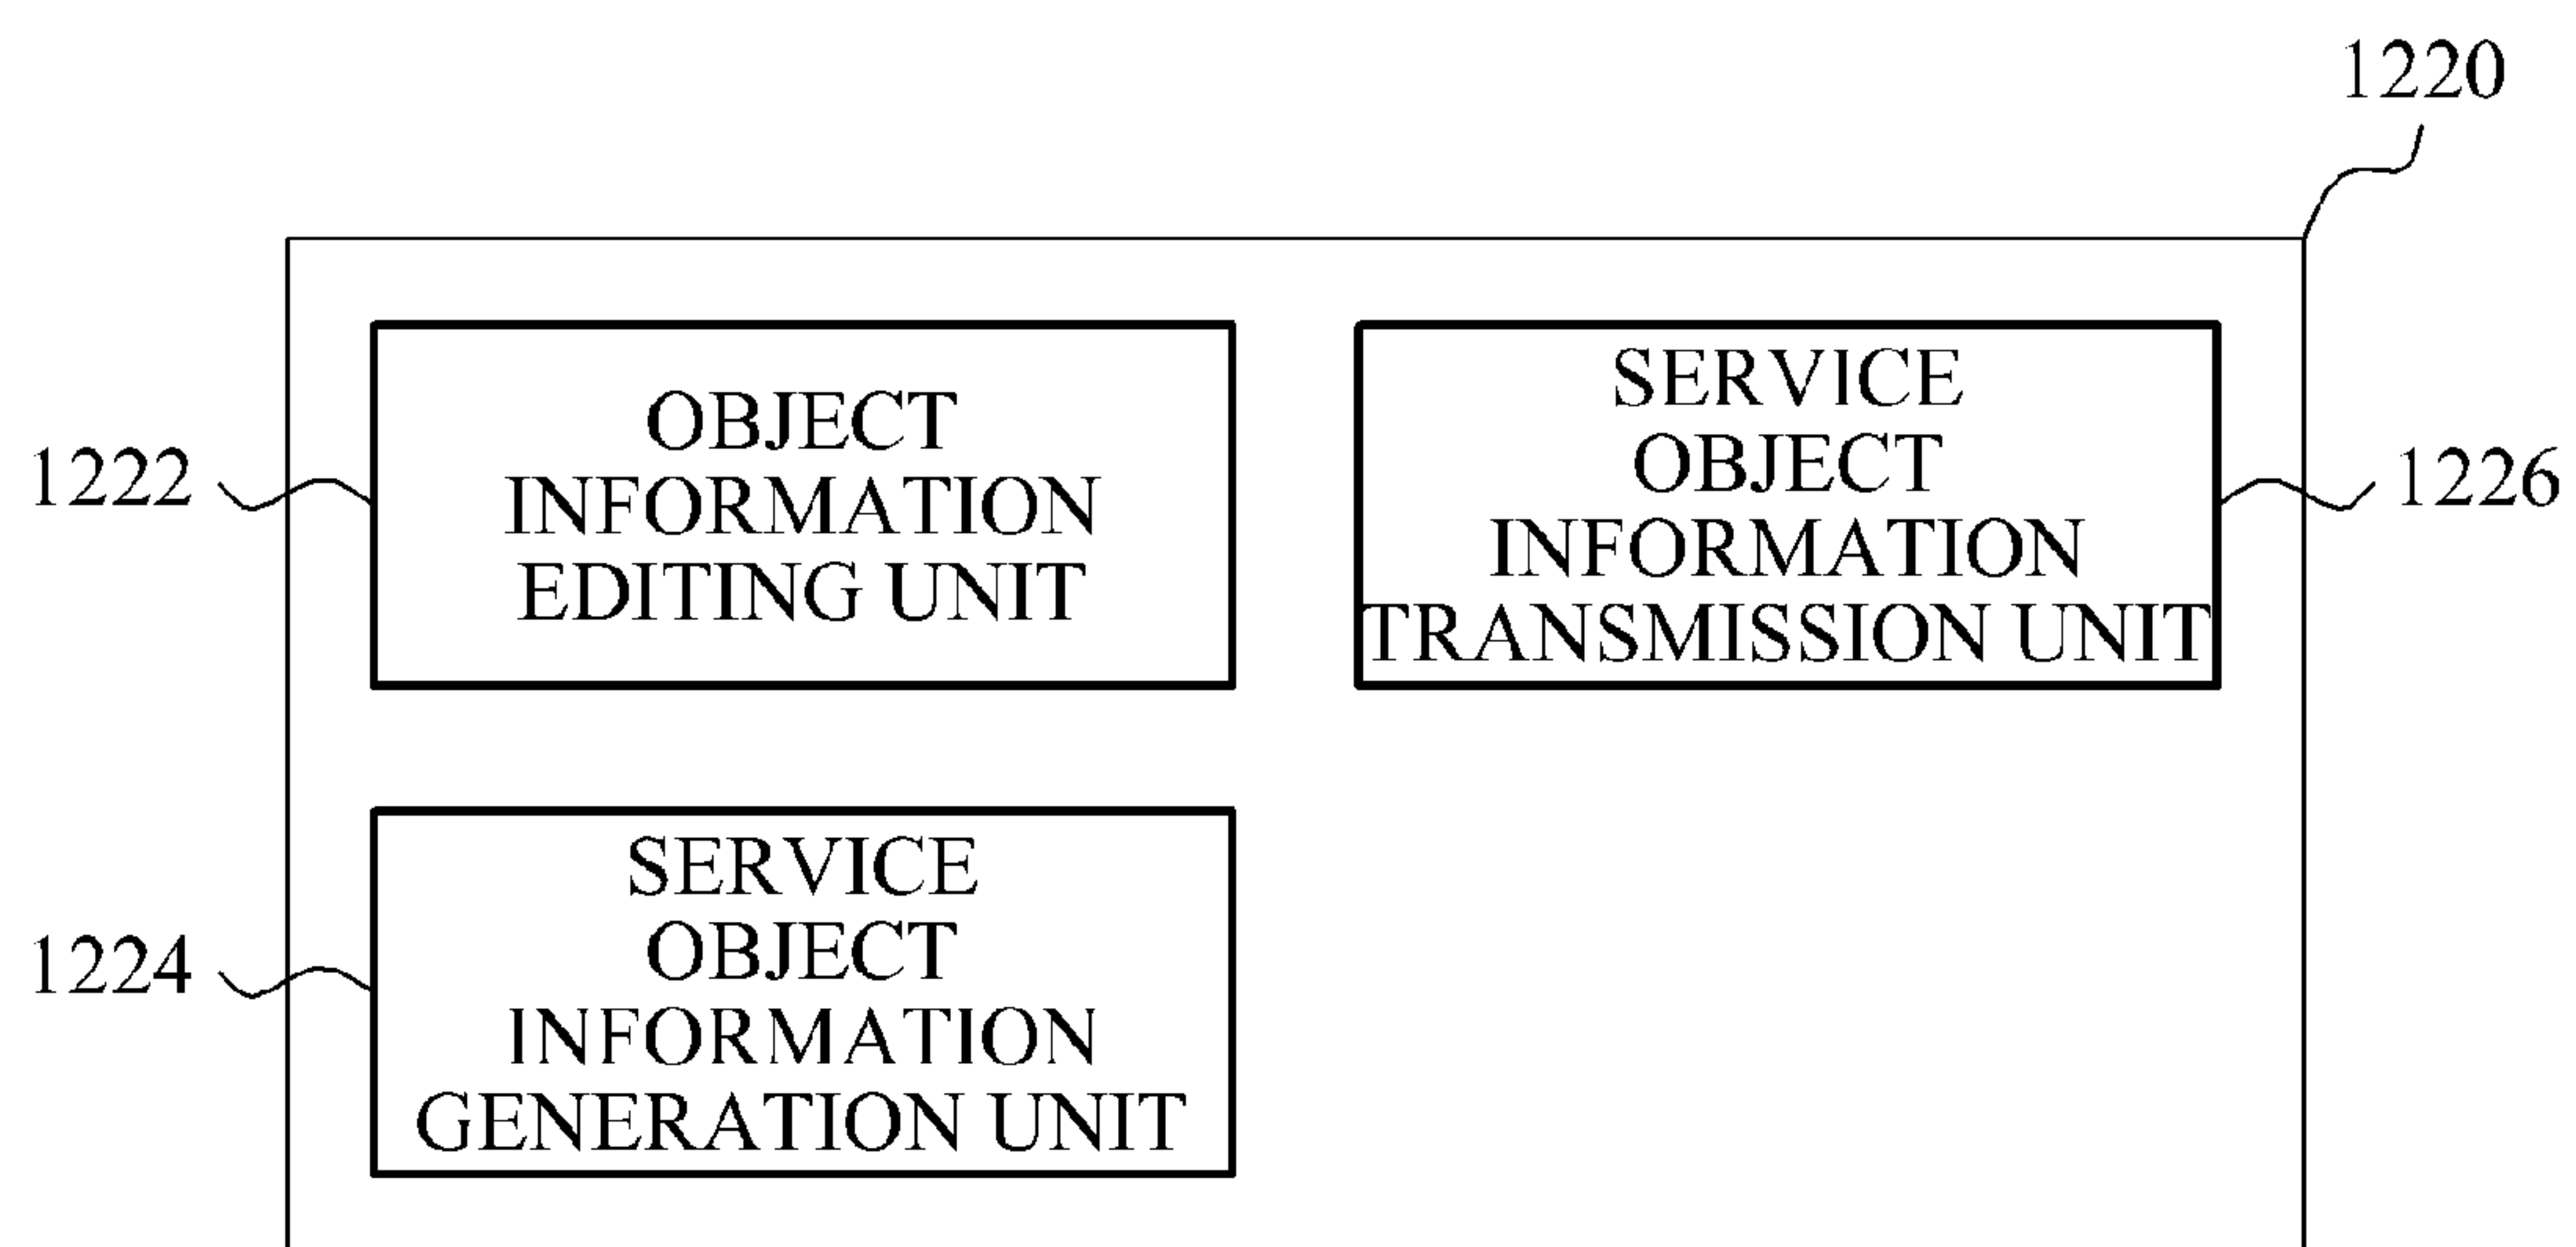 1220
1222
OBJECT
INFORMATION
EDITING UNIT
SERVICE
OBJECT
INFORMATION
TRANSMISSION UNIT
1226
1224
SERVICE
OBJECT
INFORMATION
GENERATION UNIT